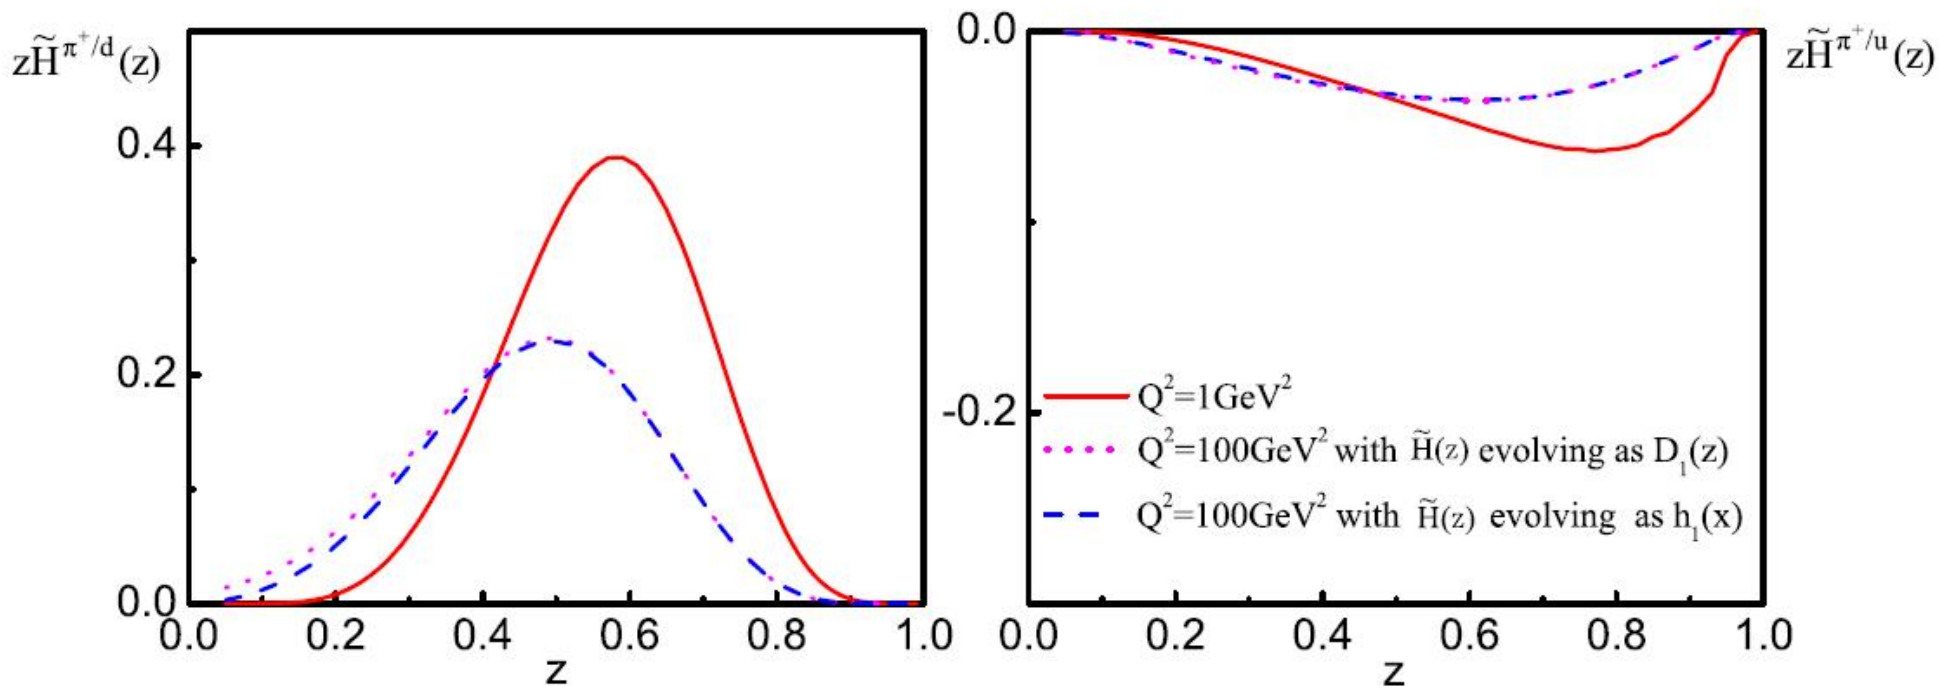 zH̃^π⁺/d(z)
0.4
0.2
0.0
0.0 0.2 0.4 0.6 0.8 1.0
z
0.0
-0.2
zH̃^π⁺/u(z)
Q²=1GeV²
Q²=100GeV² with H̃(z) evolving as D₁(z)
Q²=100GeV² with H̃(z) evolving as h₁(x)
0.0 0.2 0.4 0.6 0.8 1.0
z